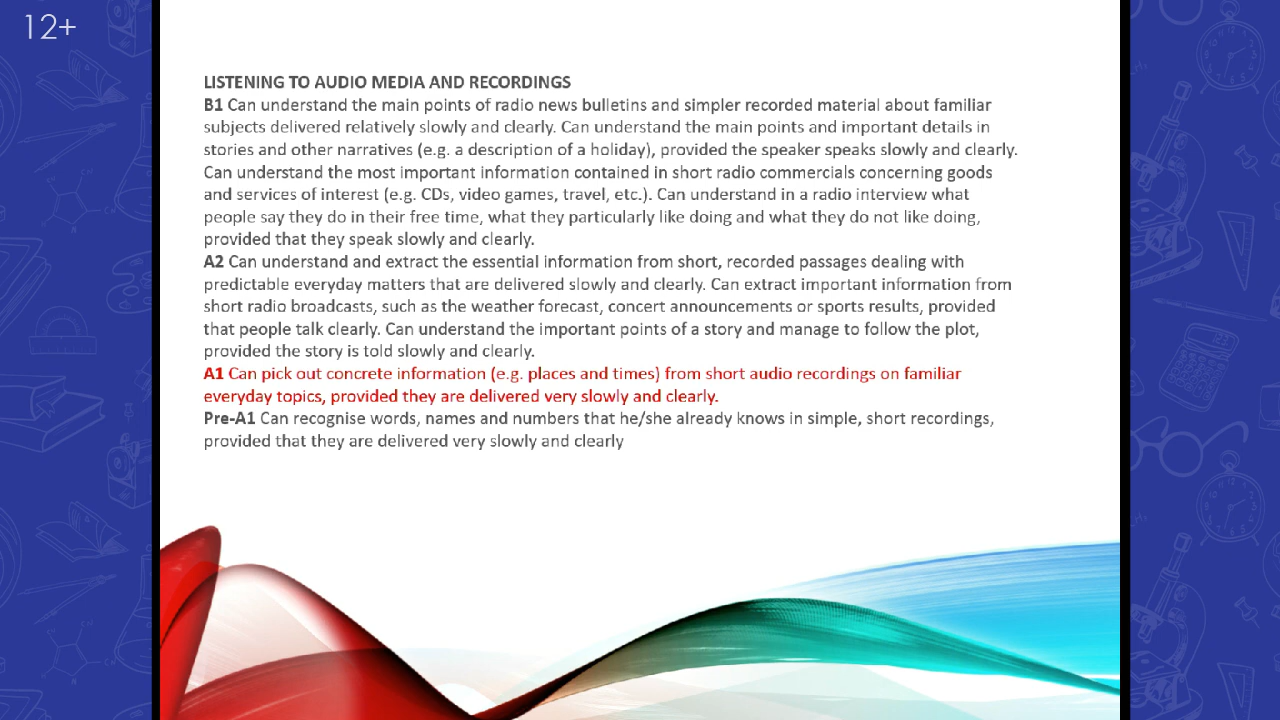 12+
LISTENING TO AUDIO MEDIA AND RECORDINGS
B1 Can understand the main points of radio news bulletins and simpler recorded material about familiar
subjects delivered relatively slowly and clearly. Can understand the main points and important details in
stories and other narratives (e.g. a description of a holiday), provided the speaker speaks slowly and clearly.
Can understand the most important information contained in short radio commercials concerning goods
and services of interest (e.g. CDs, video games, travel, etc.). Can understand in a radio interview what
people say they do in their free time, what they particularly like doing and what they do not like doing,
provided that they speak slowly and clearly.
A2 Can understand and extract the essential information from short, recorded passages dealing with
predictable everyday matters that are delivered slowly and clearly. Can extract important information from
short radio broadcasts, such as the weather forecast, concert announcements or sports results, provided
that people talk clearly. Can understand the important points of a story and manage to follow the plot,
provided the story is told slowly and clearly.
A1 Can pick out concrete information (e.g. places and times) from short audio recordings on familiar
everyday topics, provided they are delivered very slowly and clearly.
Pre-A1 Can recognise words, names and numbers that he/she already knows in simple, short recordings,
provided that they are delivered very slowly and clearly